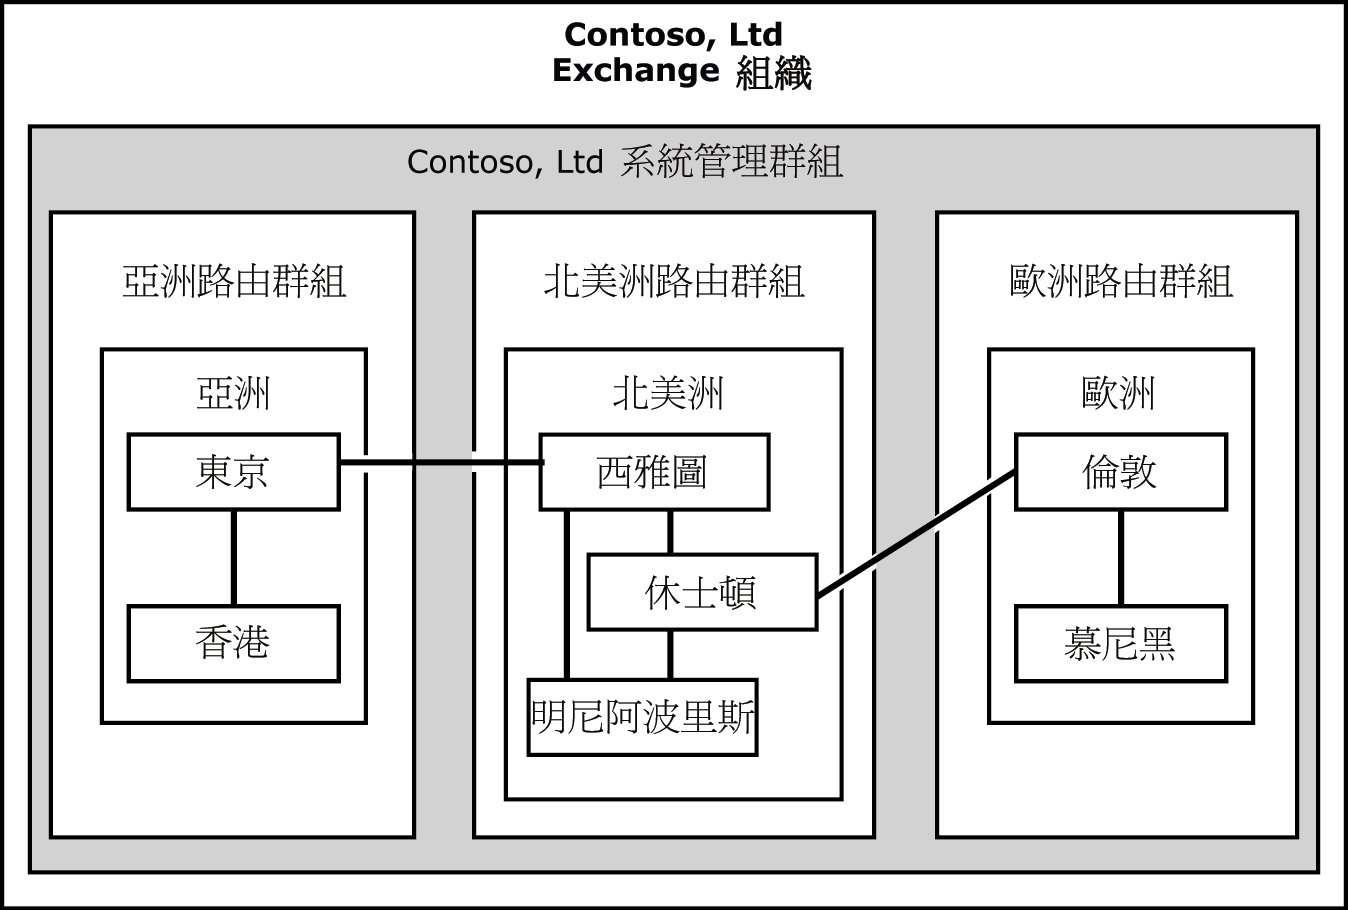 Contoso, Ltd
Exchange 組織
Contoso, Ltd 系統管理群組
亞洲路由群組
北美洲路由群組
歐洲路由群組
亞洲
北美洲
歐洲
東京
西雅圖
倫敦
休士頓
香港
慕尼黑
明尼阿波里斯